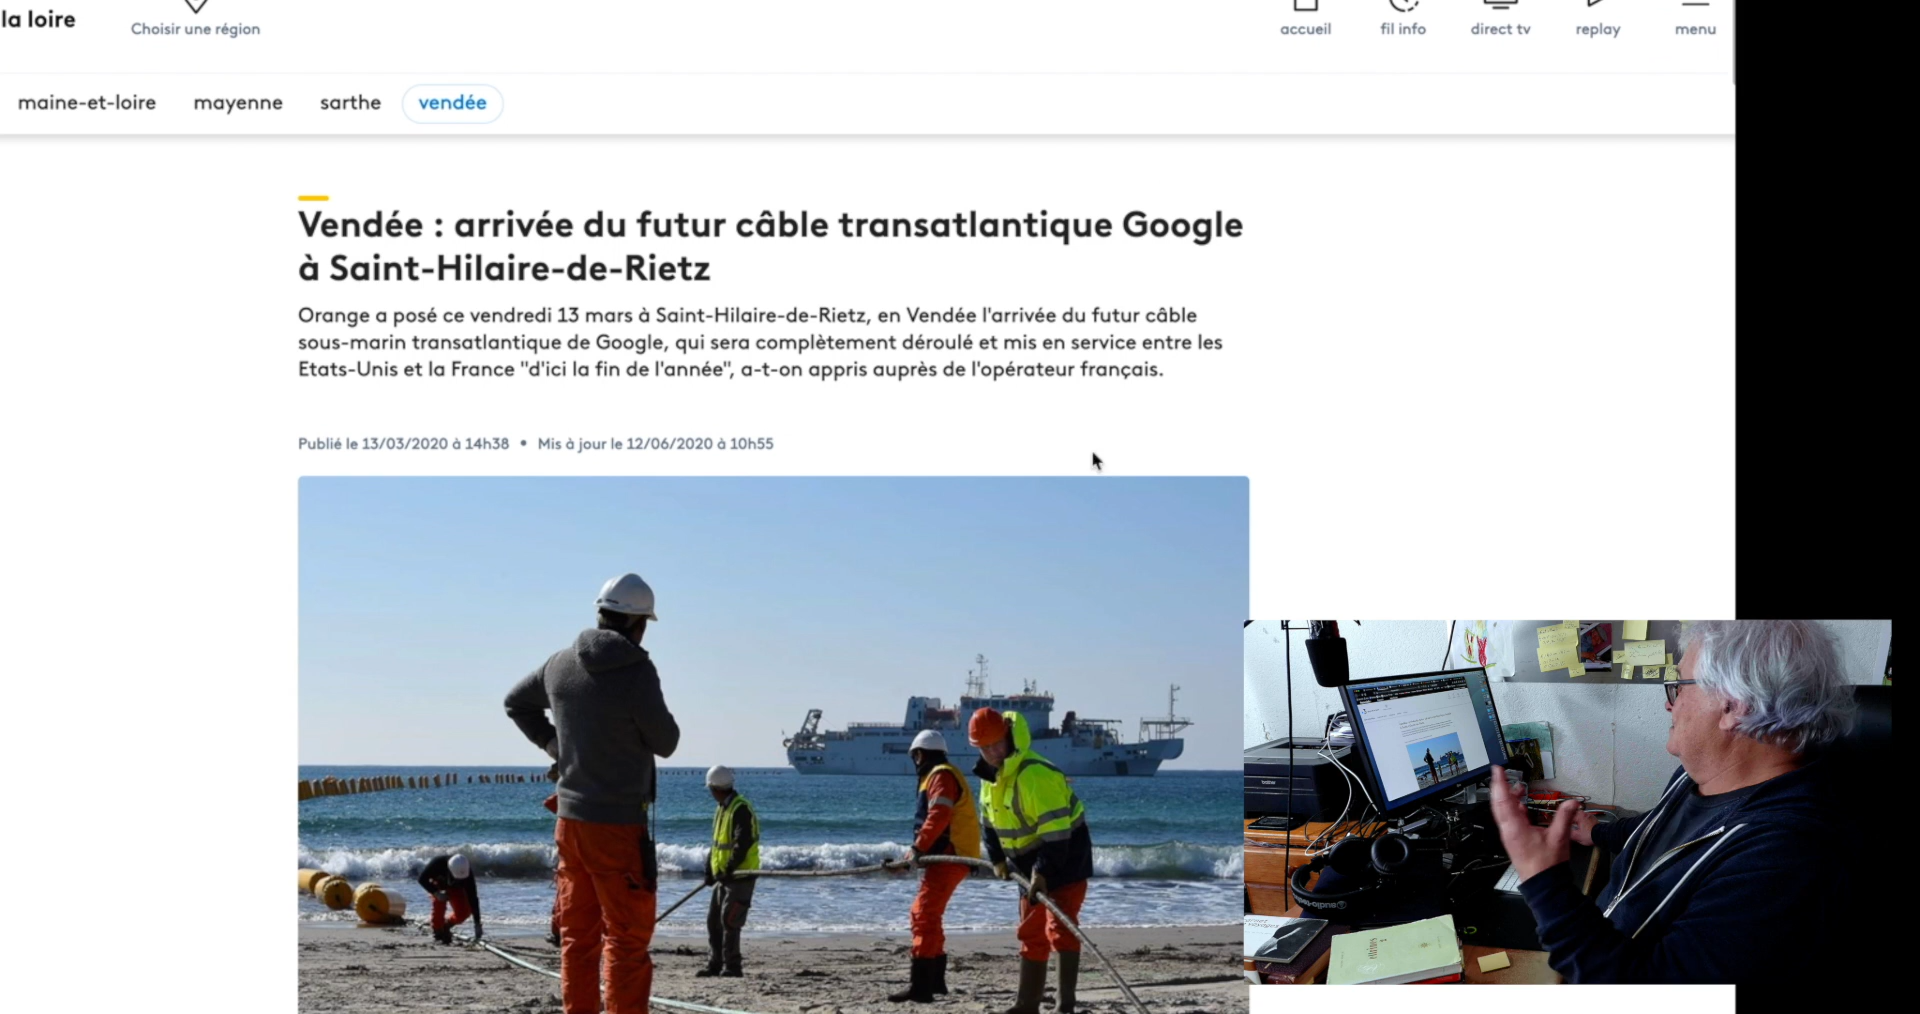 la loire
Choisir une région
accueil
fil info
direct tv
replay
menu
maine-et-loire
mayenne
sarthe
vendée
Vendée : arrivée du futur câble transatlantique Google
à Saint-Hilaire-de-Rietz
Orange a posé ce vendredi 13 mars à Saint-Hilaire-de-Rietz, en Vendée l'arrivée du futur câble
sous-marin transatlantique de Google, qui sera complètement déroulé et mis en service entre les
Etats-Unis et la France "d'ici la fin de l'année", a-t-on appris auprès de l'opérateur français.
Publié le 13/03/2020 à 14h38 • Mis à jour le 12/06/2020 à 10h55
brother